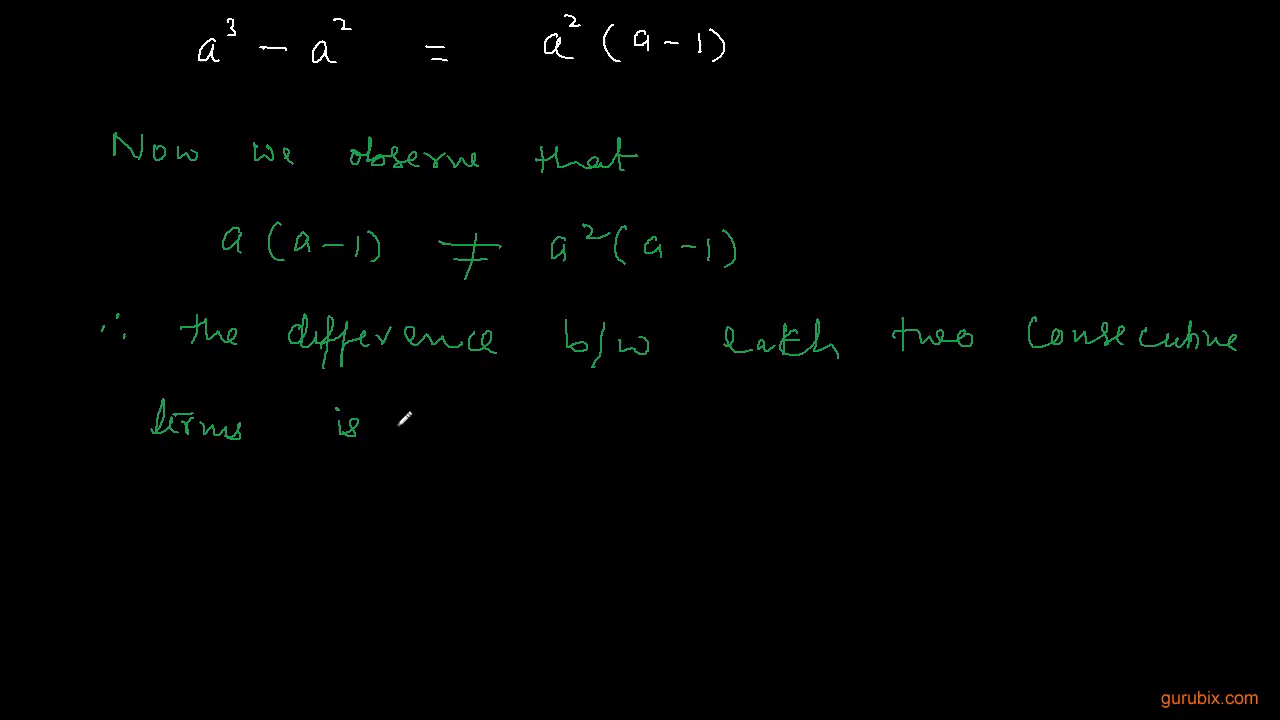 a³ - a² = a² (a - 1)
Now we observe that
a (a - 1) ≠ a² (a - 1)
∴ the difference b/w each two consecutive
terms is
gurubix.com